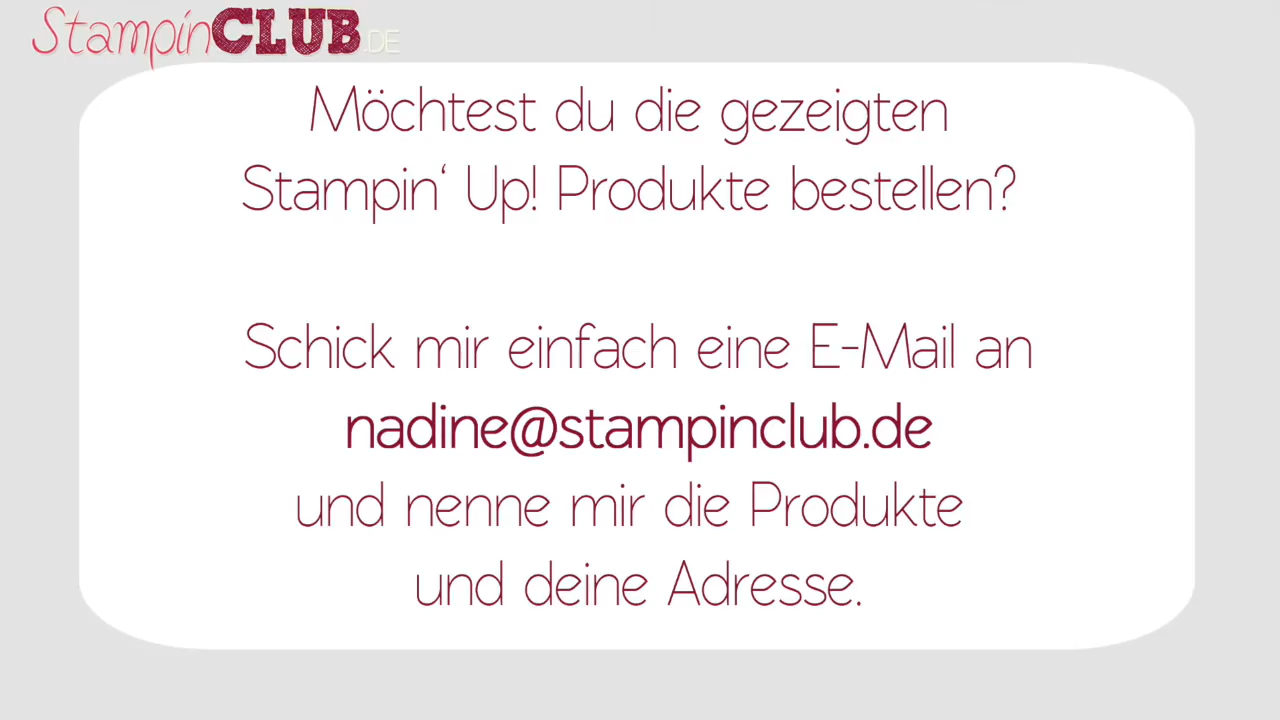 StampinCLUB.DE
Möchtest du die gezeigten
Stampin‘ Up! Produkte bestellen?
Schick mir einfach eine E-Mail an
nadine@stampinclub.de
und nenne mir die Produkte
und deine Adresse.